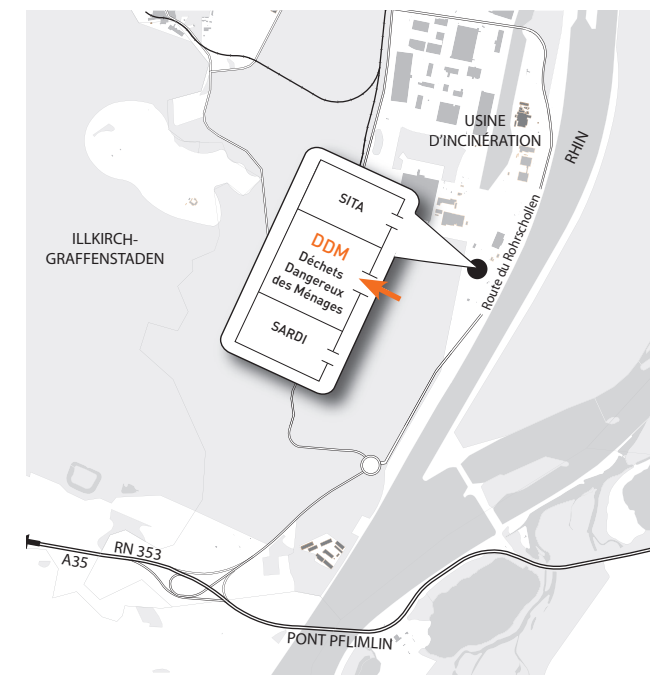 USINE
D'INCINÉRATION
RHIN
SITA
DDM
Déchets
Dangereux
des Ménages
SARDI
Route du Rohrschollen
ILLKIRCH-
GRAFFENSTADEN
RN 353
A35
PONT PFLIMLIN